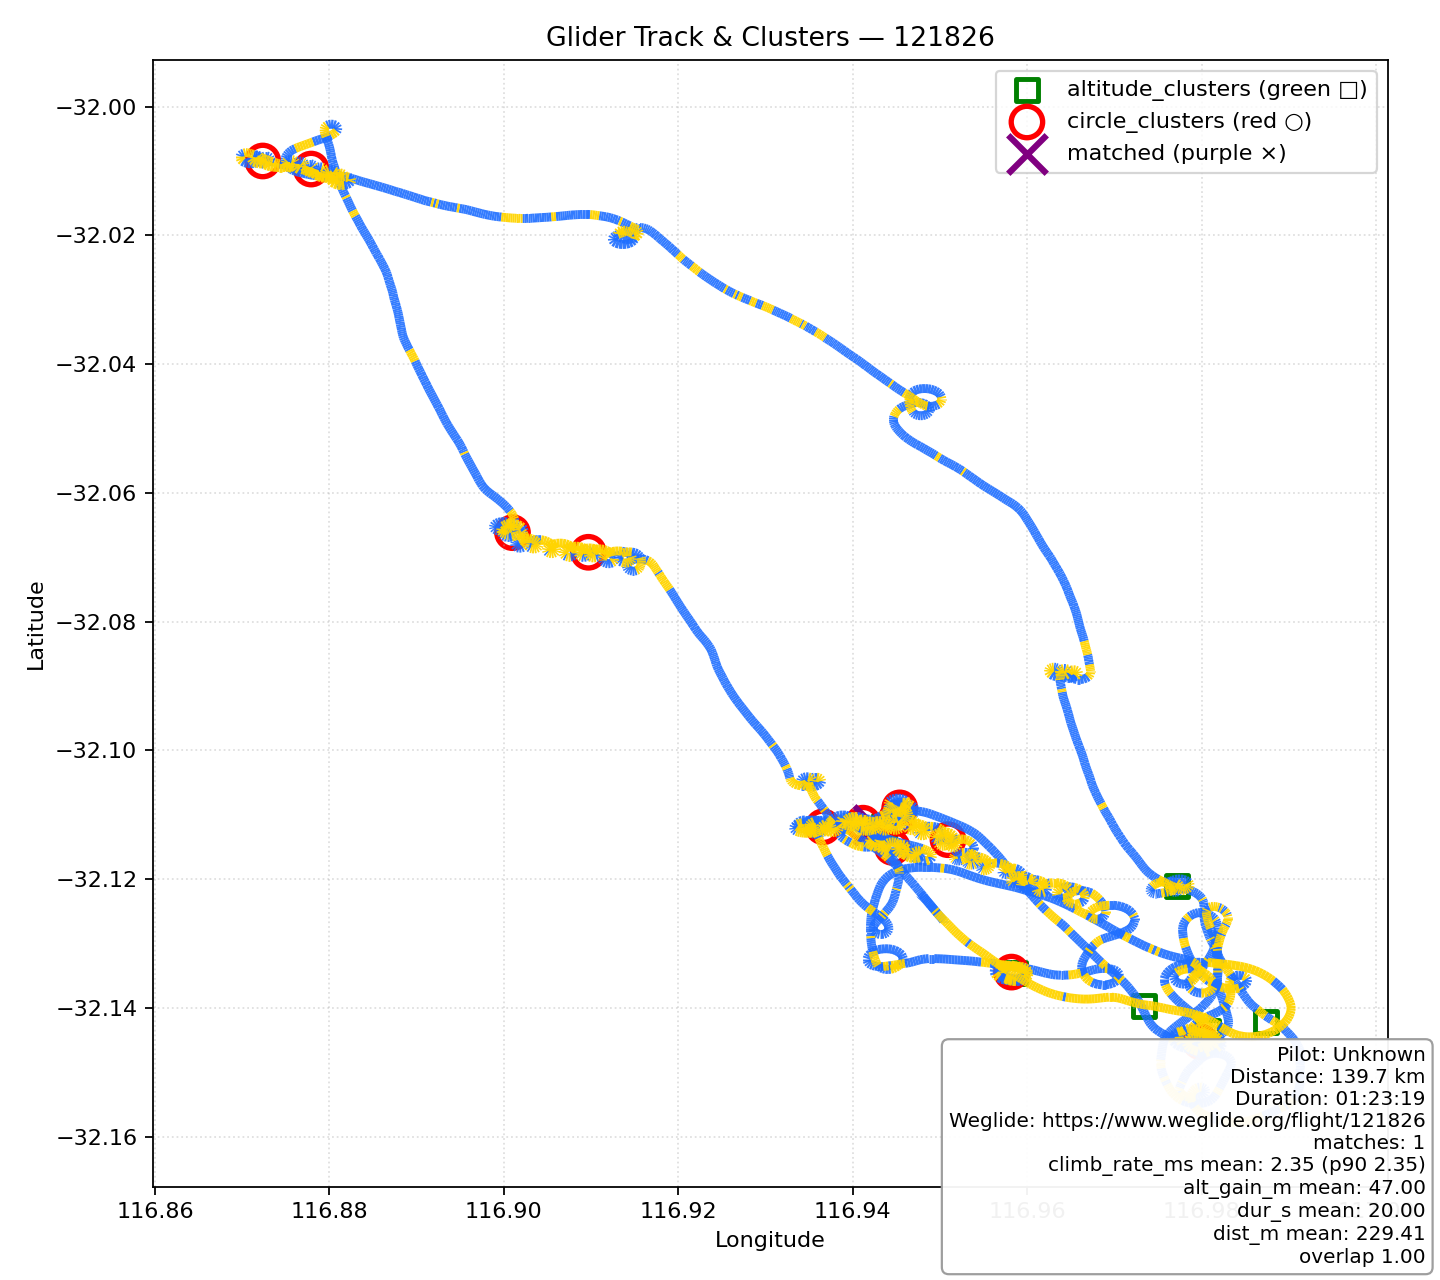 Glider Track & Clusters — 121826
altitude_clusters (green □)
circle_clusters (red ○)
matched (purple ×)
−32.00
−32.02
−32.04
−32.06
−32.08
−32.10
−32.12
−32.14
−32.16
Latitude
116.86
116.88
116.90
116.92
116.94
116.96
116.98
Longitude
Pilot: Unknown
Distance: 139.7 km
Duration: 01:23:19
Weglide: https://www.weglide.org/flight/121826
matches: 1
climb_rate_ms mean: 2.35 (p90 2.35)
alt_gain_m mean: 47.00
dur_s mean: 20.00
dist_m mean: 229.41
overlap 1.00